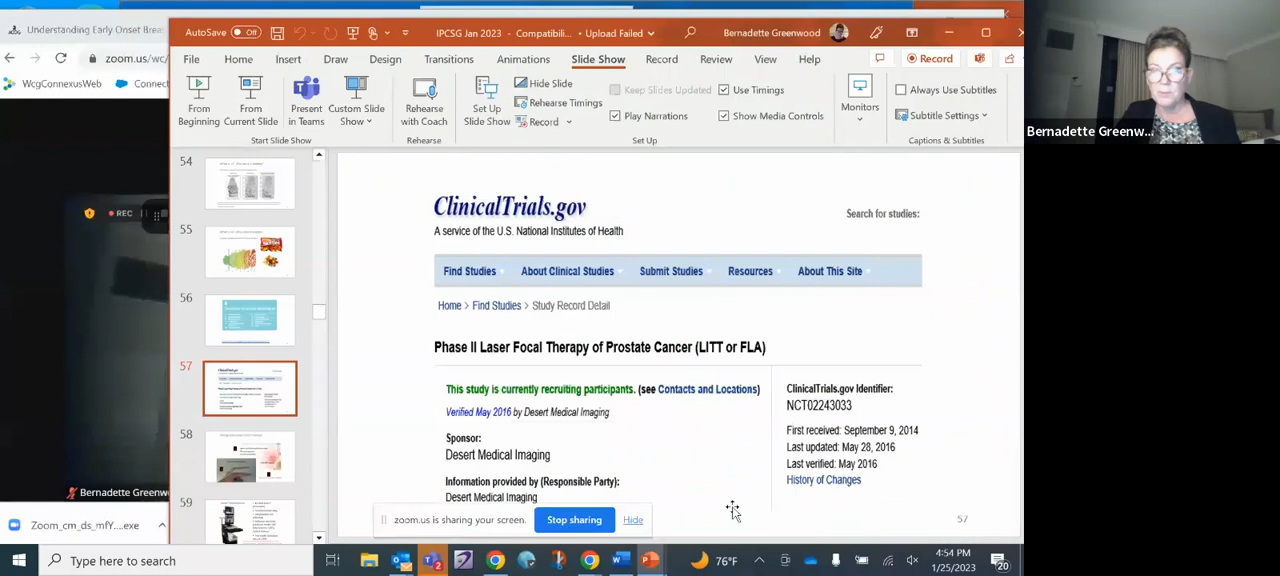 Understanding Early Onset Brea
zoom.us/wc/
WcgConnexusWeb
Connect
REC
Bernadette Greenw
Zoom_cm_ds_mfY....exe
AutoSave
Off
IPCSG Jan 2023 - Compatibili... • Upload Failed
Bernadette Greenwood
File
Home
Insert
Draw
Design
Transitions
Animations
Slide Show
Record
Review
View
Help
Record
From Beginning
From Current Slide
Present in Teams
Custom Slide Show
Start Slide Show
Rehearse with Coach
Rehearse
Set Up Slide Show
Hide Slide
Rehearse Timings
Record
Keep Slides Updated
Play Narrations
Use Timings
Show Media Controls
Set Up
Monitors
Always Use Subtitles
Subtitle Settings
Captions & Subtitles
54
55
56
57
58
59
ClinicalTrials.gov
A service of the U.S. National Institutes of Health
Search for studies:
Find Studies
About Clinical Studies
Submit Studies
Resources
About This Site
Home > Find Studies > Study Record Detail
Phase II Laser Focal Therapy of Prostate Cancer (LITT or FLA)
This study is currently recruiting participants. (see Contacts and Locations)
Verified May 2016 by Desert Medical Imaging
Sponsor:
Desert Medical Imaging
Information provided by (Responsible Party):
Desert Medical Imaging
ClinicalTrials.gov Identifier:
NCT02243033
First received: September 9, 2014
Last updated: May 28, 2016
Last verified: May 2016
History of Changes
57
zoom.us is sharing your screen.
Stop sharing
Hide
Bernadette Greenw...
Type here to search
76°F
4:54 PM
1/25/2023
20